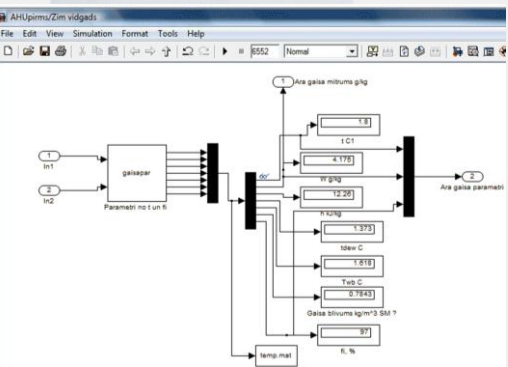 AHUpirms/Zim vidgads
File Edit View Simulation Format Tools Help
6552 Normal
1 Ara gaisa mitrums g/kg
1.8
t C1
1
In1
gaisapar
4.175
W g/kg
2
Ara gaisa parametri
2
In2
Parametri no t un fi
12.26
h kJ/kg
1.373
tdew C
1.618
Twb C
0.7843
Gaisa blivums kg/m^3 SM ?
97
fi, %
temp.mat